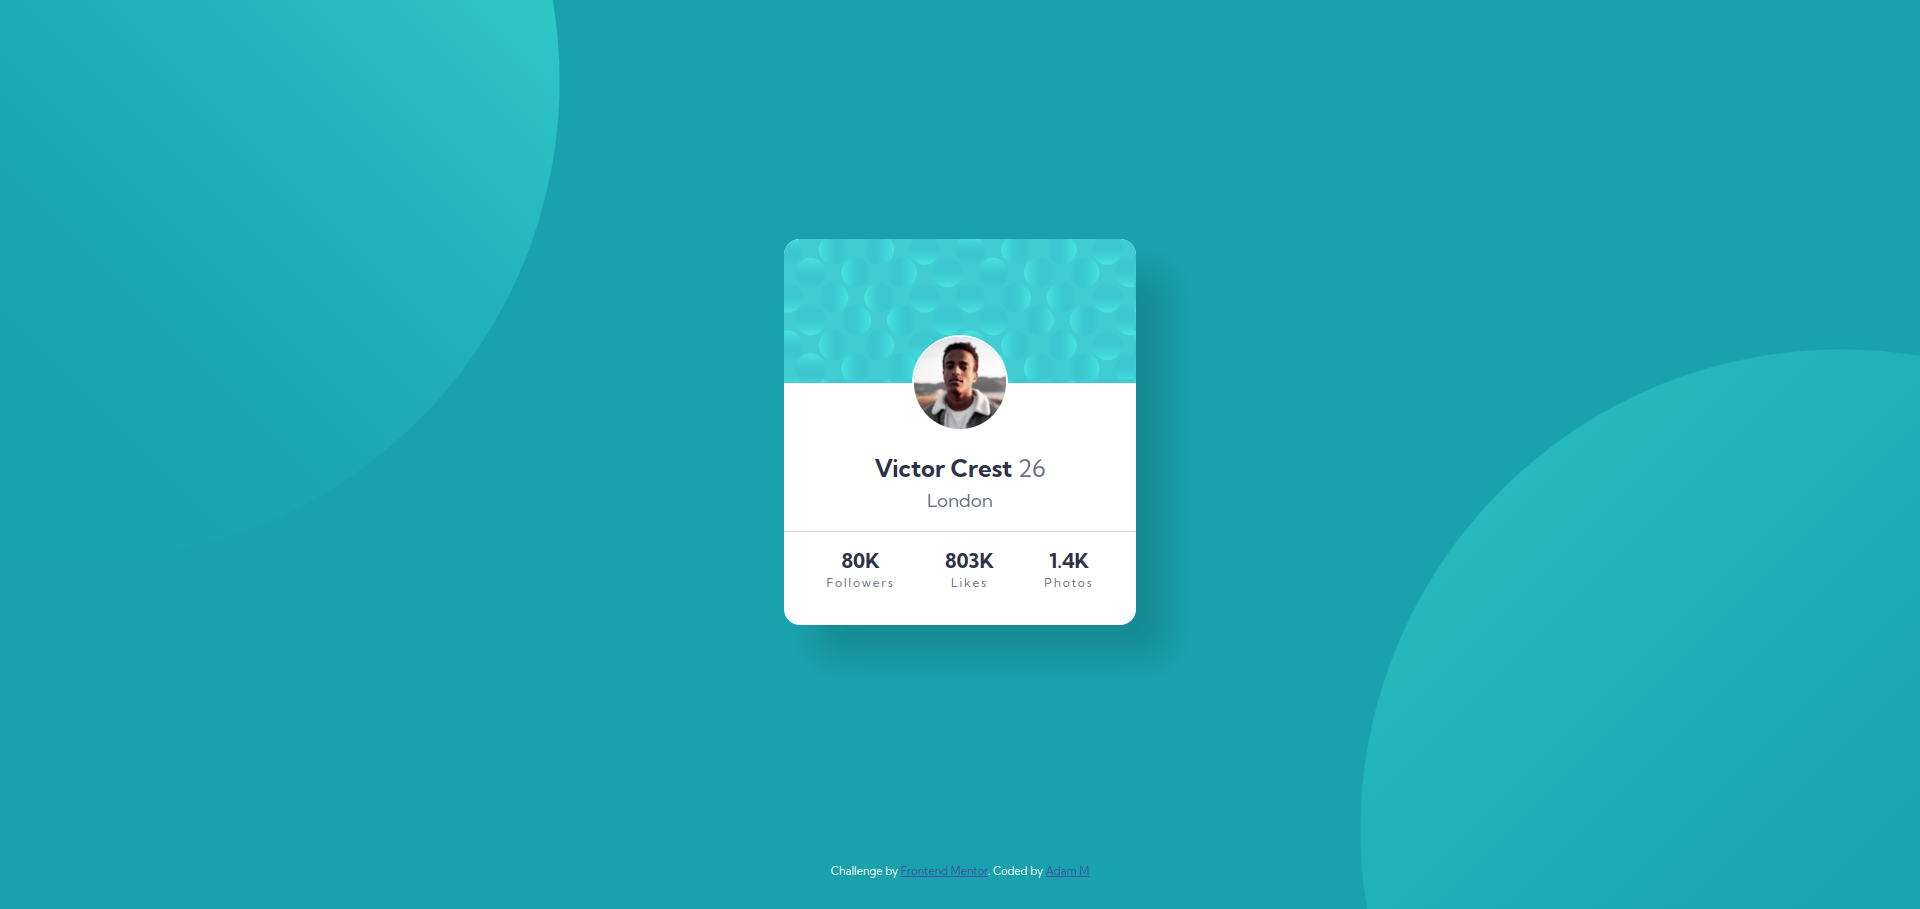 Victor Crest 26
London
80K 803K 1.4K
Followers Likes Photos
Challenge by Frontend Mentor. Coded by Adam M